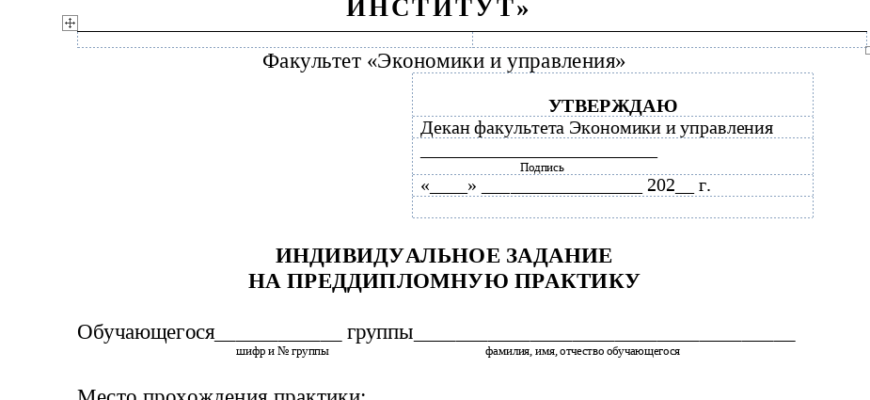 ИНСТИТУТ»
Факультет «Экономики и управления»
УТВЕРЖДАЮ
Декан факультета Экономики и управления
_________________________
Подпись
«____» _________________ 202__ г.
ИНДИВИДУАЛЬНОЕ ЗАДАНИЕ
НА ПРЕДДИПЛОМНУЮ ПРАКТИКУ
Обучающегося____________ группы____________________________________
шифр и № группы фамилия, имя, отчество обучающегося
Место прохождения практики: